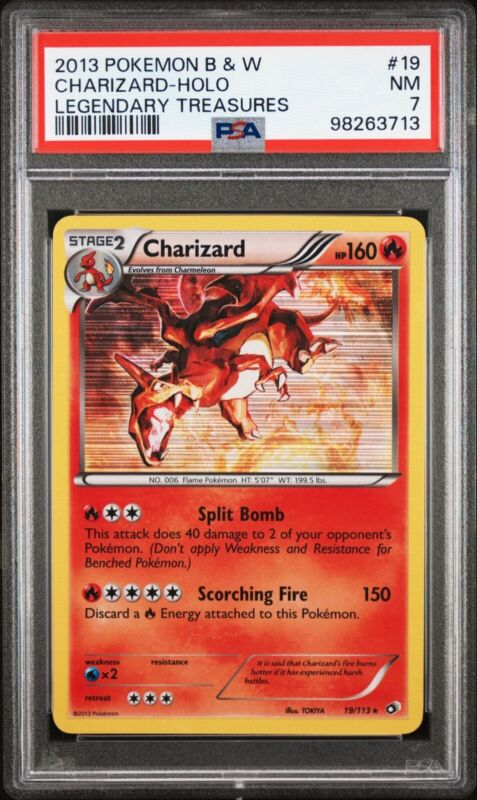 2013 POKEMON B & W #19
CHARIZARD-HOLO NM
LEGENDARY TREASURES 7
PSA 98263713
STAGE2 Charizard HP160
Evolves from Charmeleon
NO. 006 Flame Pokémon HT: 5'07" WT: 199.5 lbs.
Split Bomb
This attack does 40 damage to 2 of your opponent's
Pokémon. (Don't apply Weakness and Resistance for
Benched Pokémon.)
Scorching Fire 150
Discard a Energy attached to this Pokémon.
weakness resistance
×2
It is said that Charizard's fire burns
hotter if it has experienced harsh
battles.
retreat
©2013 Pokémon Illus. TOKIYA 19/113
PSA